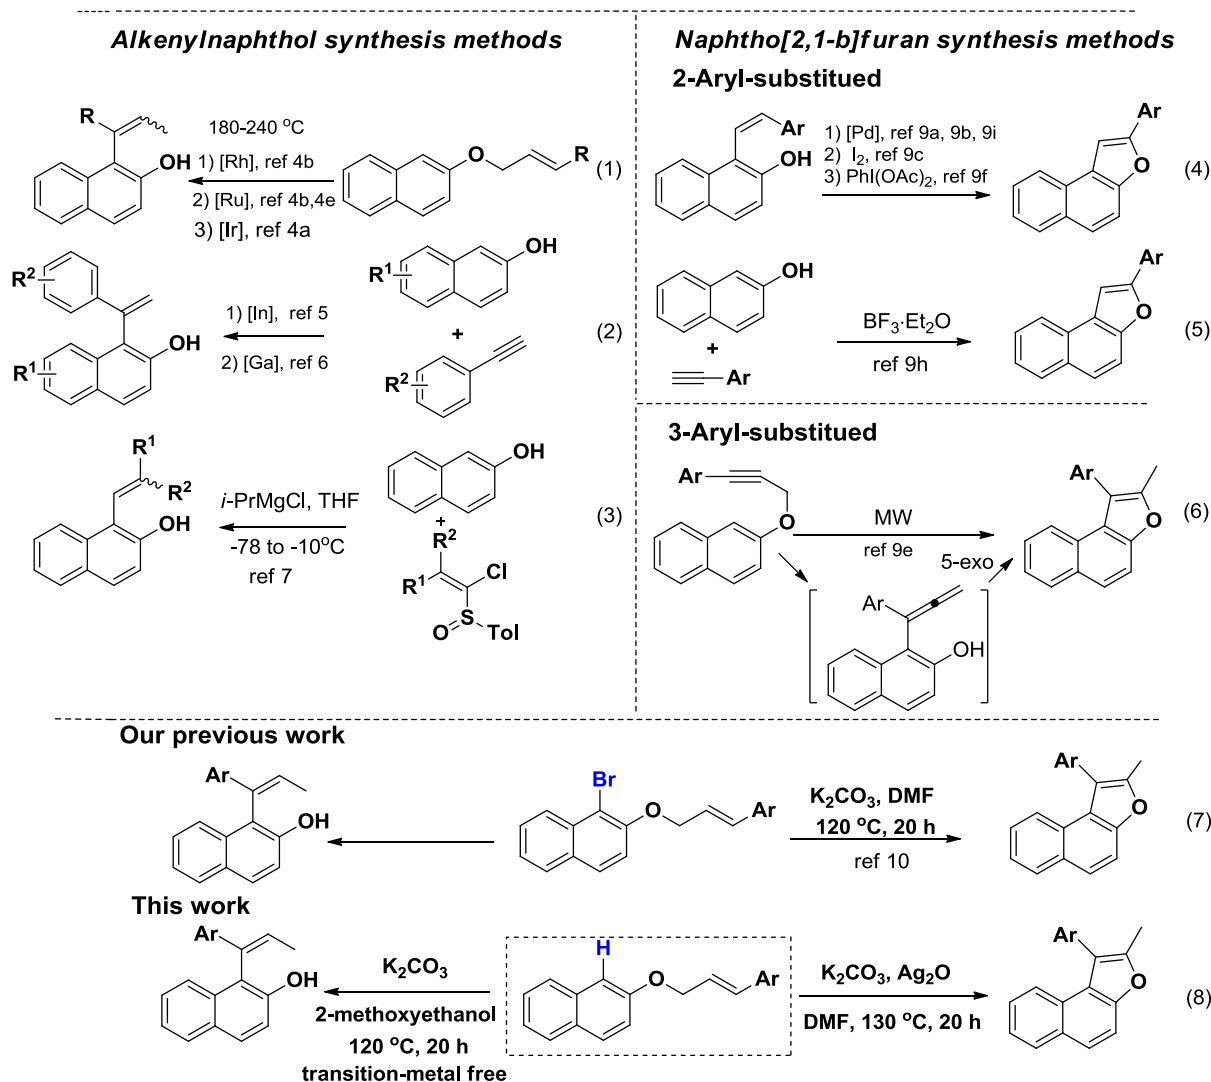 Alkenylnaphthol synthesis methods
R
OH
180-240 °C
1) [Rh], ref 4b
2) [Ru], ref 4b,4e
3) [Ir], ref 4a
O
R
(1)
R²
R¹
OH
1) [In], ref 5
2) [Ga], ref 6
R¹
OH
+
R²
(2)
R¹
R²
OH
i-PrMgCl, THF
-78 to -10°C
ref 7
OH
+
R²
R¹
Cl
S
O
Tol
(3)
Naphtho[2,1-b]furan synthesis methods
2-Aryl-substitued
Ar
OH
1) [Pd], ref 9a, 9b, 9i
2) I₂, ref 9c
3) PhI(OAc)₂, ref 9f
Ar
O
(4)
OH
+
Ar
BF₃·Et₂O
ref 9h
Ar
O
(5)
3-Aryl-substitued
Ar
O
MW
ref 9e
5-exo
Ar
OH
Ar
O
(6)
Our previous work
Ar
OH
Br
O
Ar
K₂CO₃, DMF
120 °C, 20 h
ref 10
Ar
O
(7)
This work
Ar
OH
K₂CO₃
2-methoxyethanol
120 °C, 20 h
transition-metal free
H
O
Ar
K₂CO₃, Ag₂O
DMF, 130 °C, 20 h
Ar
O
(8)